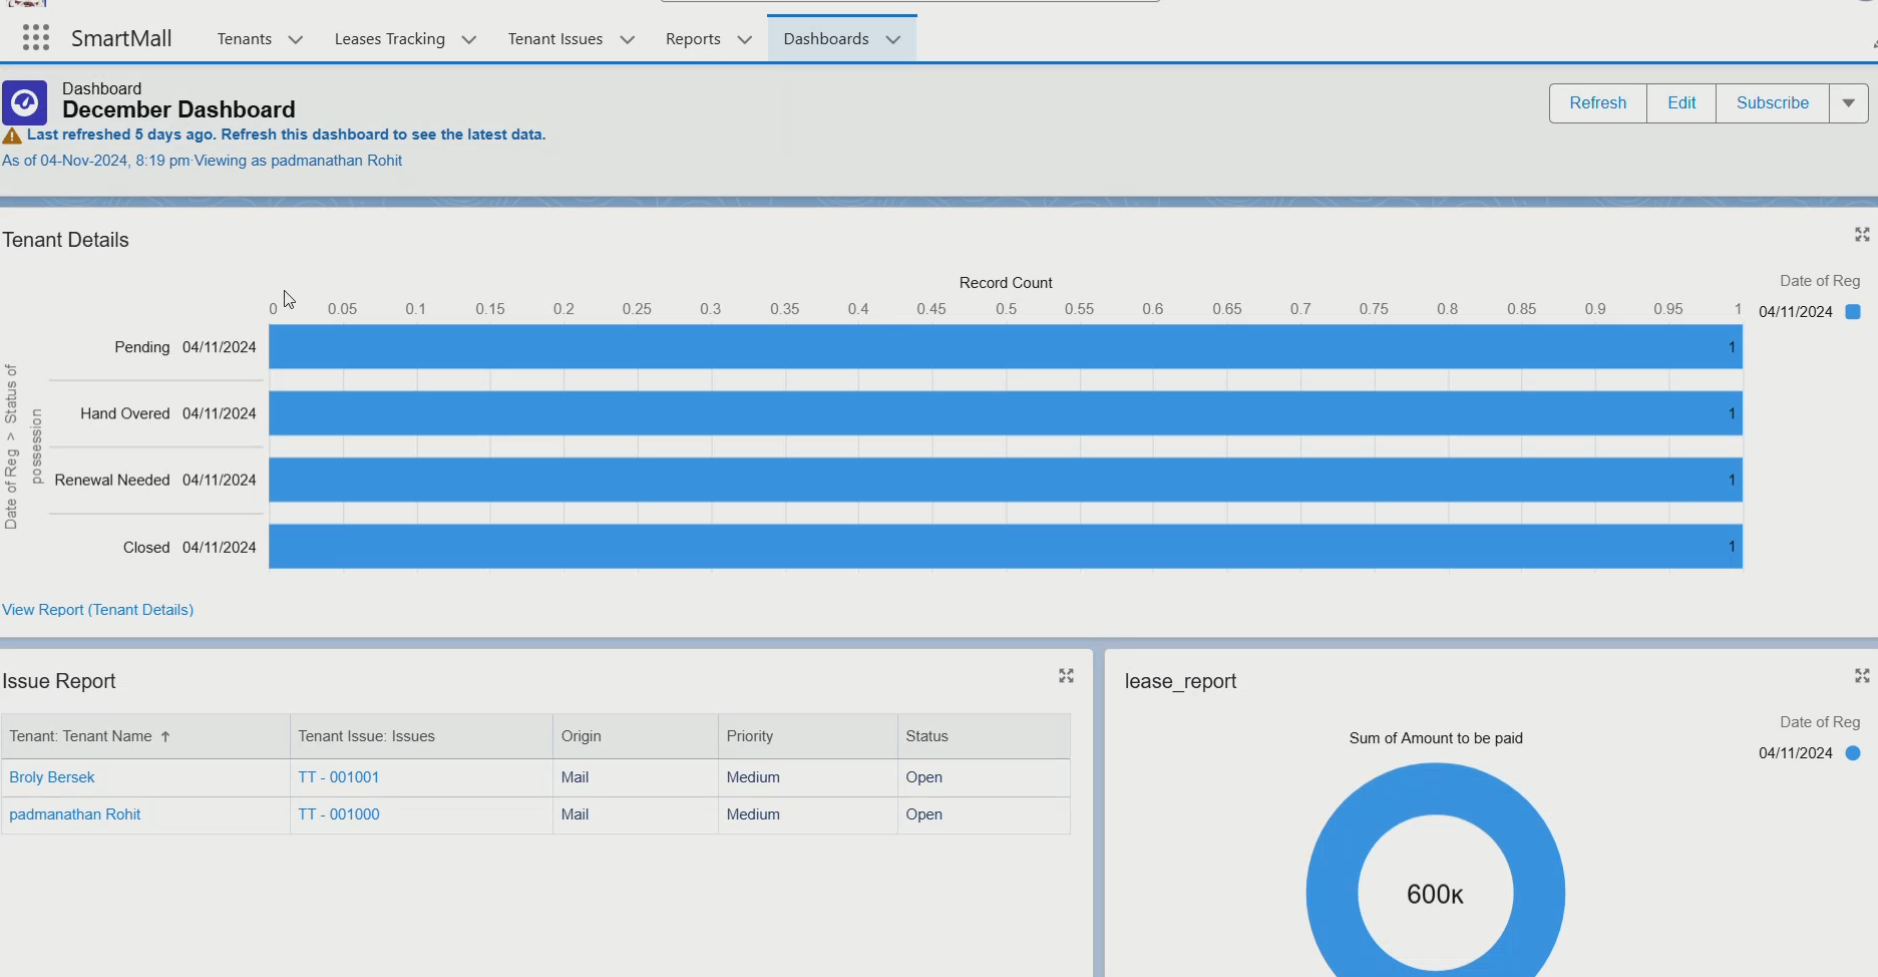 SmartMall Tenants Leases Tracking Tenant Issues Reports Dashboards
Dashboard
December Dashboard
Refresh Edit Subscribe
Last refreshed 5 days ago. Refresh this dashboard to see the latest data.
As of 04-Nov-2024, 8:19 pm·Viewing as padmanathan Rohit
Tenant Details
Record Count
Date of Reg
0 0.05 0.1 0.15 0.2 0.25 0.3 0.35 0.4 0.45 0.5 0.55 0.6 0.65 0.7 0.75 0.8 0.85 0.9 0.95 1
04/11/2024
Date of Reg > Status of
possession
Pending 04/11/2024 1
Hand Overed 04/11/2024 1
Renewal Needed 04/11/2024 1
Closed 04/11/2024 1
View Report (Tenant Details)
Issue Report
Tenant: Tenant Name ↑ Tenant Issue: Issues Origin Priority Status
Broly Bersek TT - 001001 Mail Medium Open
padmanathan Rohit TT - 001000 Mail Medium Open
lease_report
Date of Reg
Sum of Amount to be paid
04/11/2024
600K